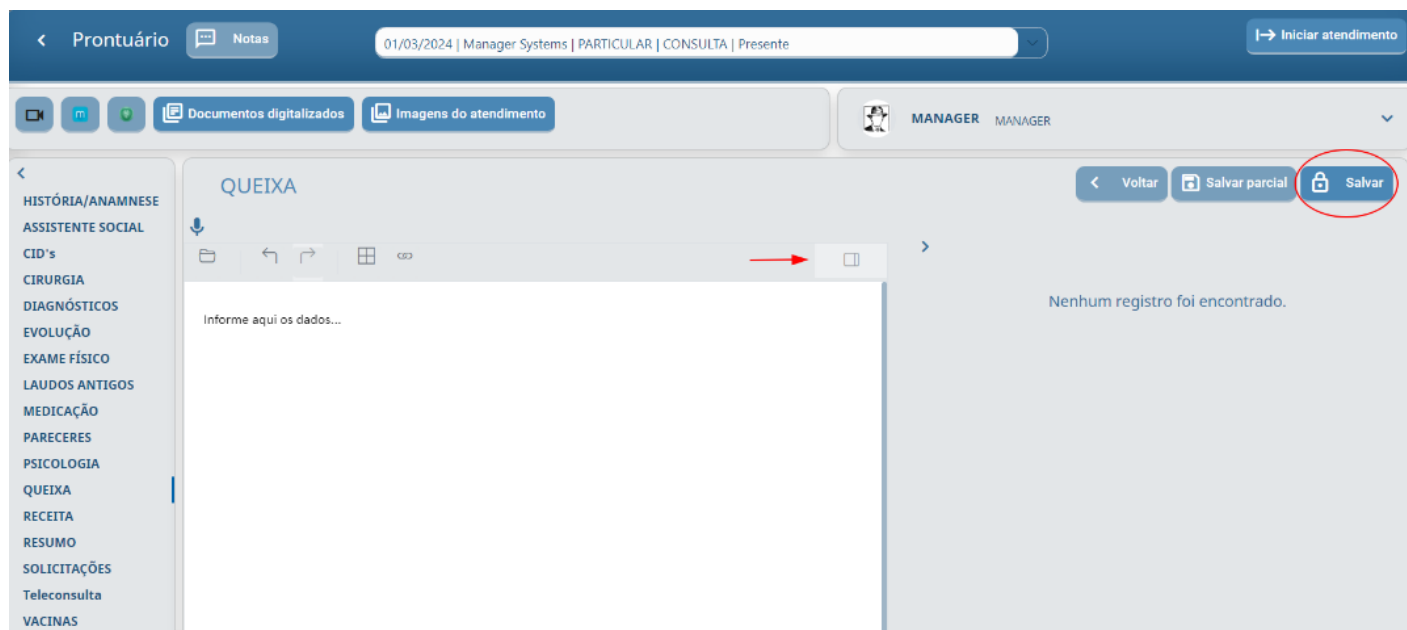 Prontuário
Notas
01/03/2024 | Manager Systems | PARTICULAR | CONSULTA | Presente
Iniciar atendimento
m
Documentos digitalizados
Imagens do atendimento
MANAGER MANAGER
HISTÓRIA/ANAMNESE
ASSISTENTE SOCIAL
CID's
CIRURGIA
DIAGNÓSTICOS
EVOLUÇÃO
EXAME FÍSICO
LAUDOS ANTIGOS
MEDICAÇÃO
PARECERES
PSICOLOGIA
QUEIXA
RECEITA
RESUMO
SOLICITAÇÕES
Teleconsulta
VACINAS
QUEIXA
Voltar
Salvar parcial
Salvar
Informe aqui os dados...
Nenhum registro foi encontrado.